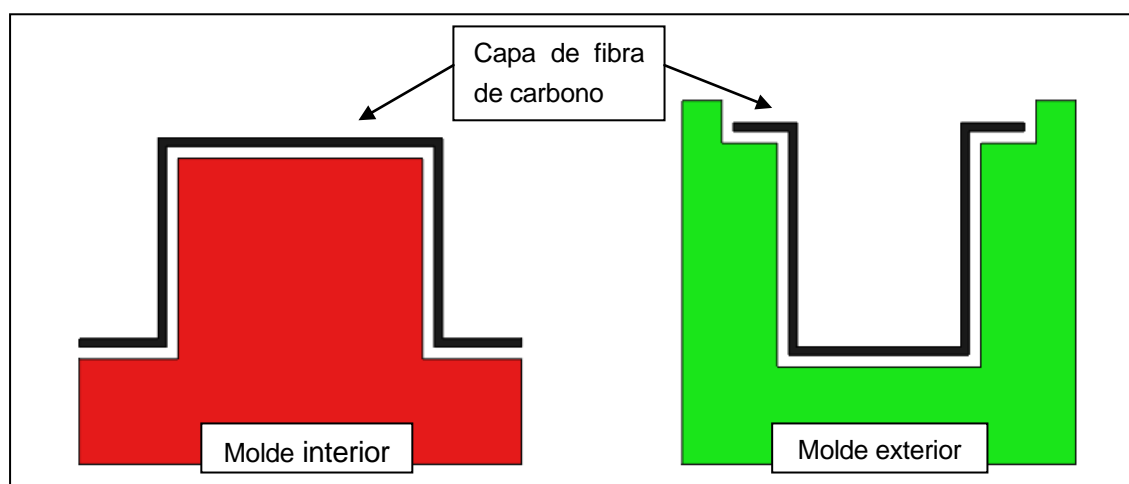 Capa de fibra
de carbono
Molde interior
Molde exterior